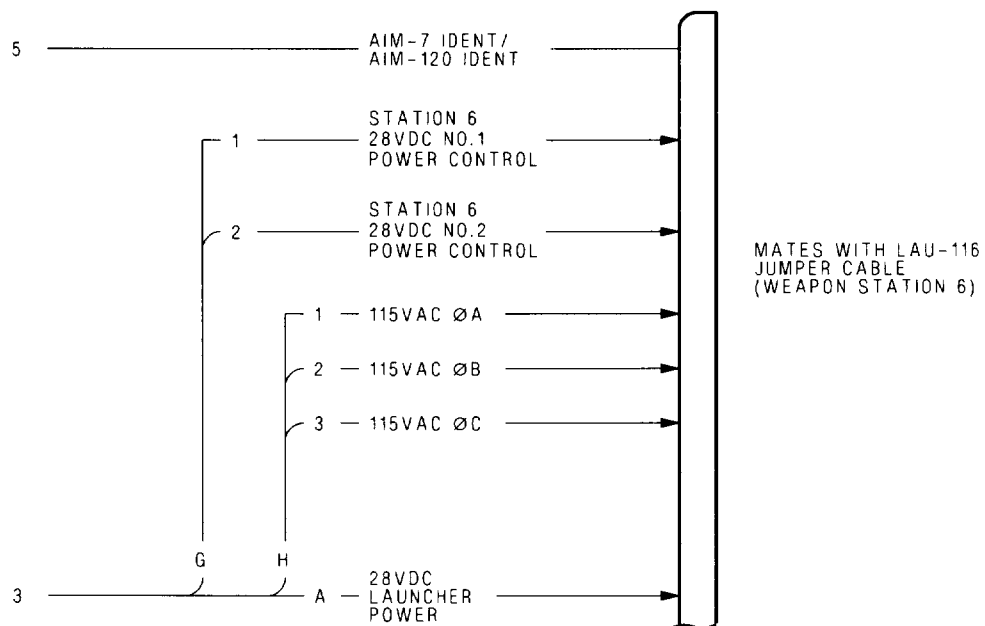 5
AIM-7 IDENT/
AIM-120 IDENT
1
STATION 6
28VDC NO.1
POWER CONTROL
2
STATION 6
28VDC NO.2
POWER CONTROL
MATES WITH LAU-116
JUMPER CABLE
(WEAPON STATION 6)
1
115VAC ØA
2
115VAC ØB
3
115VAC ØC
G
H
3
A
28VDC
LAUNCHER
POWER